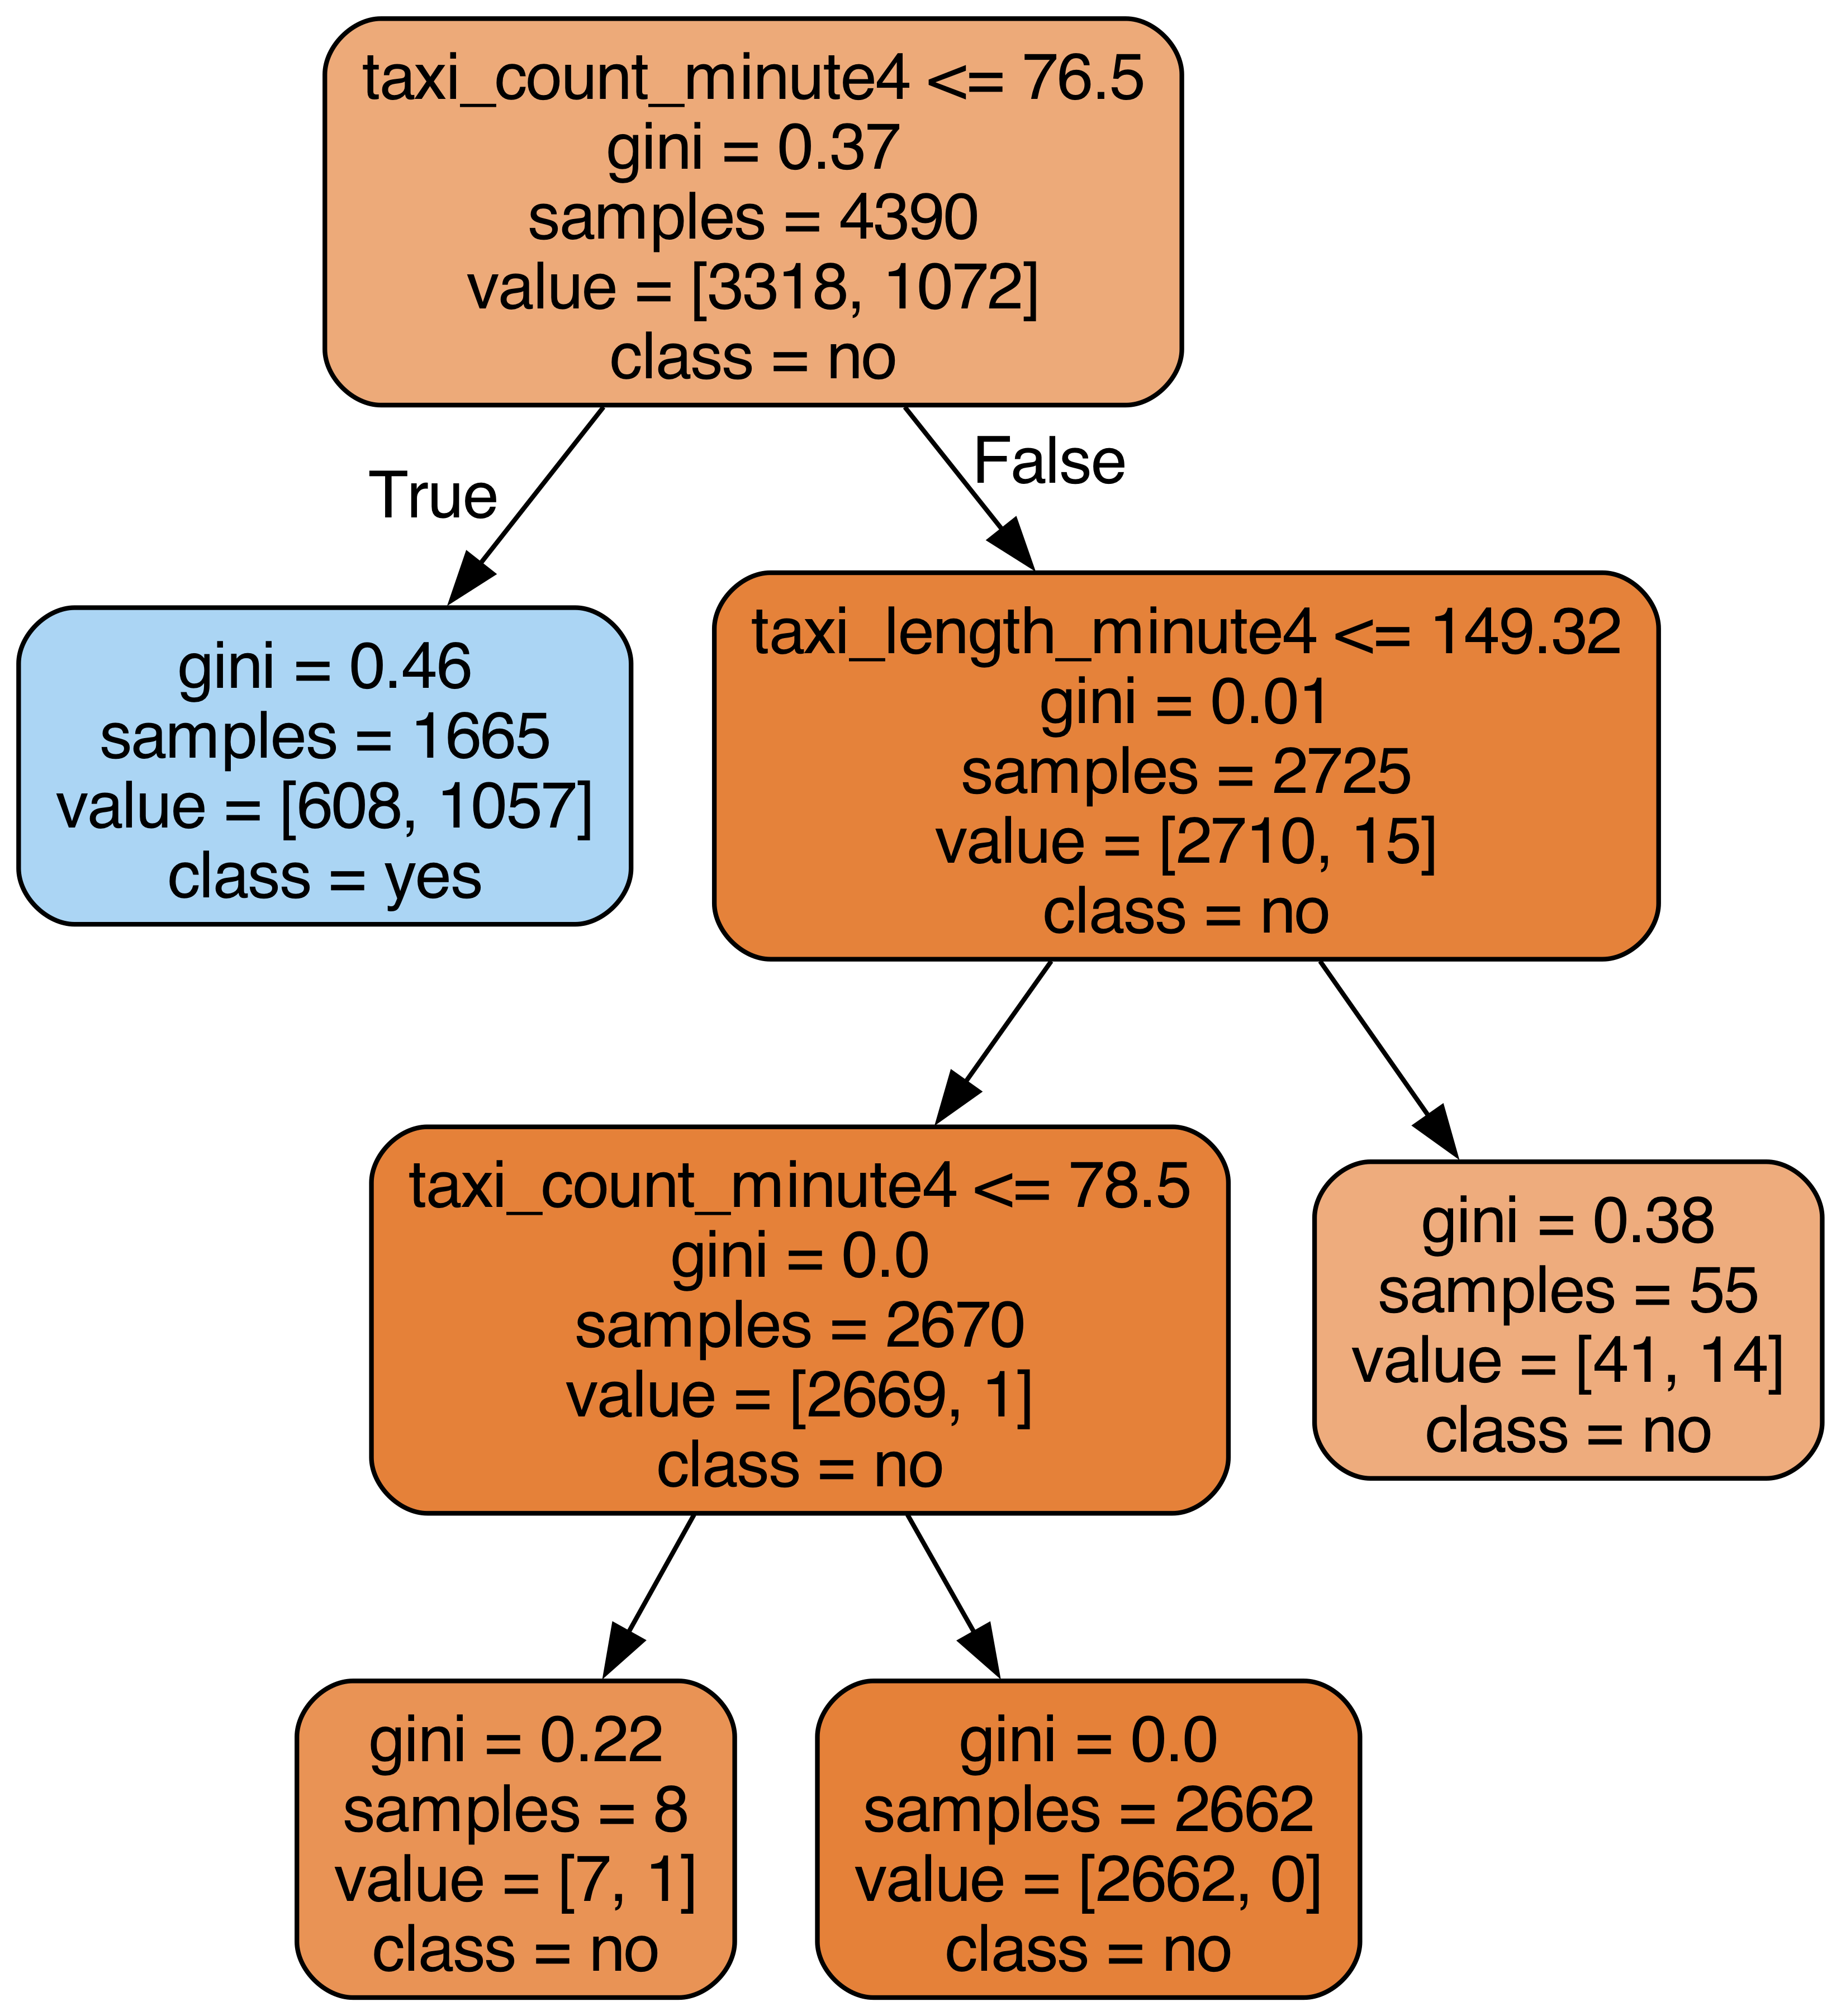 taxi_count_minute4 <= 76.5
gini = 0.37
samples = 4390
value = [3318, 1072]
class = no
True
False
gini = 0.46
samples = 1665
value = [608, 1057]
class = yes
taxi_length_minute4 <= 149.32
gini = 0.01
samples = 2725
value = [2710, 15]
class = no
taxi_count_minute4 <= 78.5
gini = 0.0
samples = 2670
value = [2669, 1]
class = no
gini = 0.38
samples = 55
value = [41, 14]
class = no
gini = 0.22
samples = 8
value = [7, 1]
class = no
gini = 0.0
samples = 2662
value = [2662, 0]
class = no